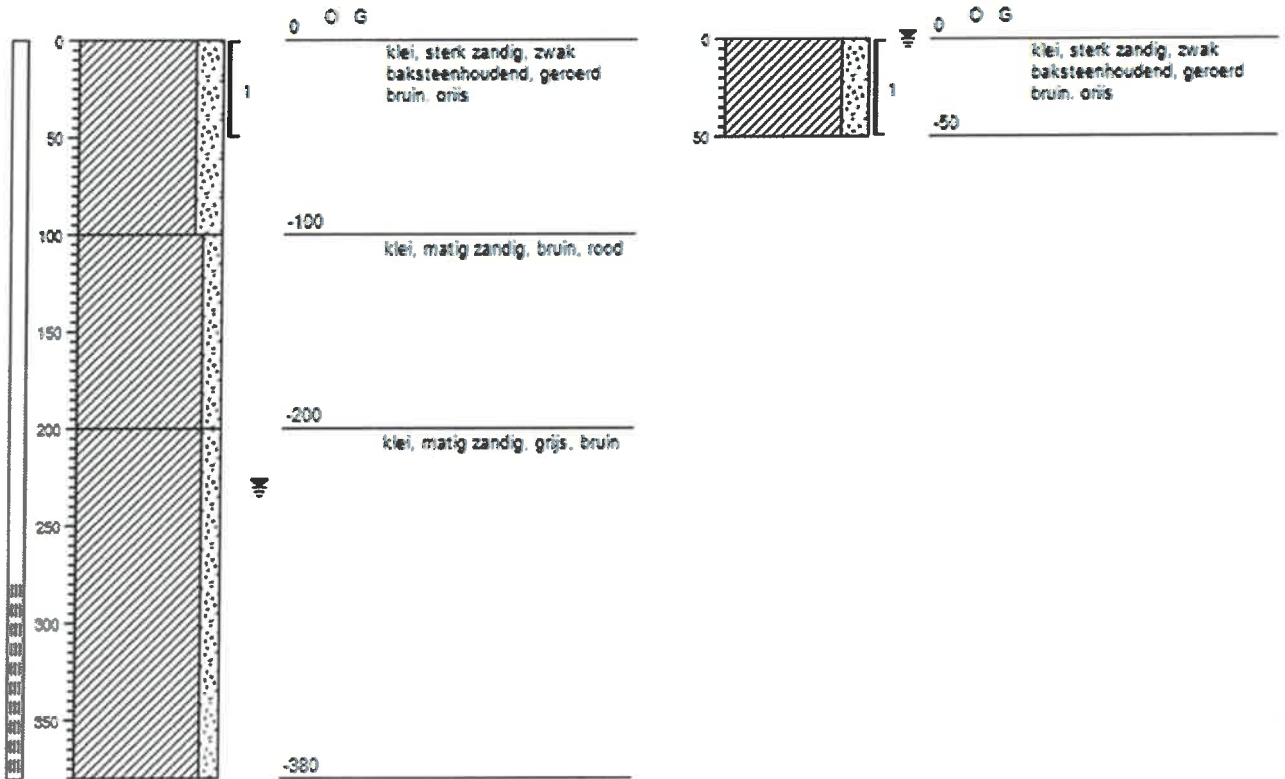 0 O G
0
klei, sterk zandig, zwak
baksteenhoudend, geroerd
bruin, grijs
1
50
-100
100
klei, matig zandig, bruin, rood
150
-200
200
klei, matig zandig, grijs, bruin
250
300
350
-380
0 O G
0
klei, sterk zandig, zwak
baksteenhoudend, geroerd
bruin, grijs
1
50
-50